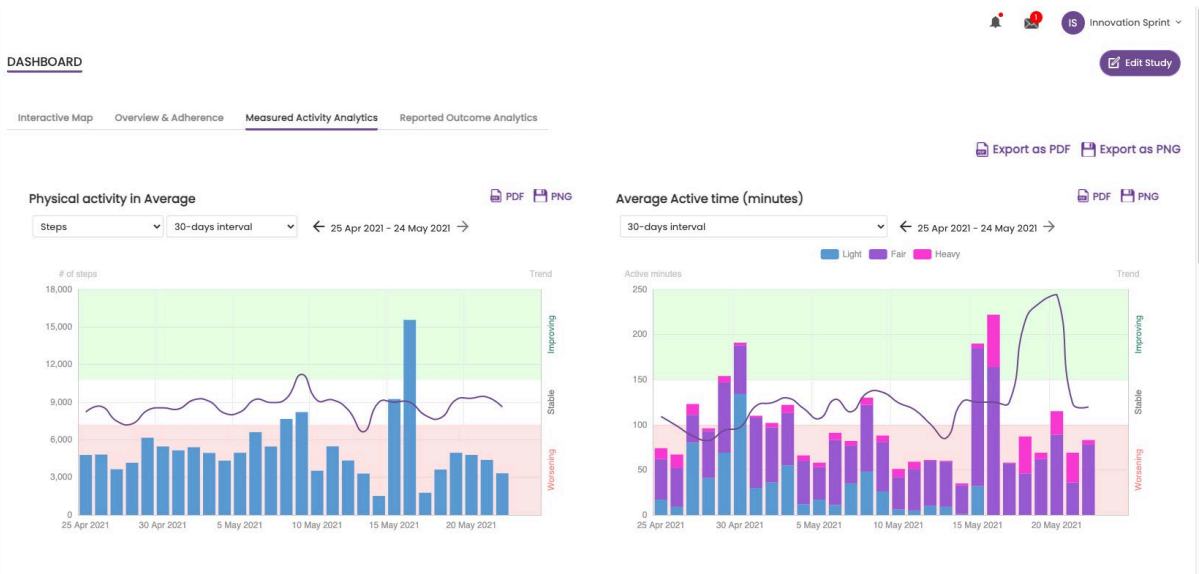 1
IS Innovation Sprint
DASHBOARD
Edit Study
Interactive Map Overview & Adherence Measured Activity Analytics Reported Outcome Analytics
Export as PDF Export as PNG
Physical activity in Average
PDF PNG
Steps 30-days interval 25 Apr 2021 - 24 May 2021
# of steps Trend
18,000
15,000
12,000
9,000
6,000
3,000
0
Improving
Stable
Worsening
25 Apr 2021 30 Apr 2021 5 May 2021 10 May 2021 15 May 2021 20 May 2021
Average Active time (minutes)
PDF PNG
30-days interval 25 Apr 2021 - 24 May 2021
Light Fair Heavy
Active minutes Trend
250
200
150
100
50
0
Improving
Stable
Worsening
25 Apr 2021 30 Apr 2021 5 May 2021 10 May 2021 15 May 2021 20 May 2021